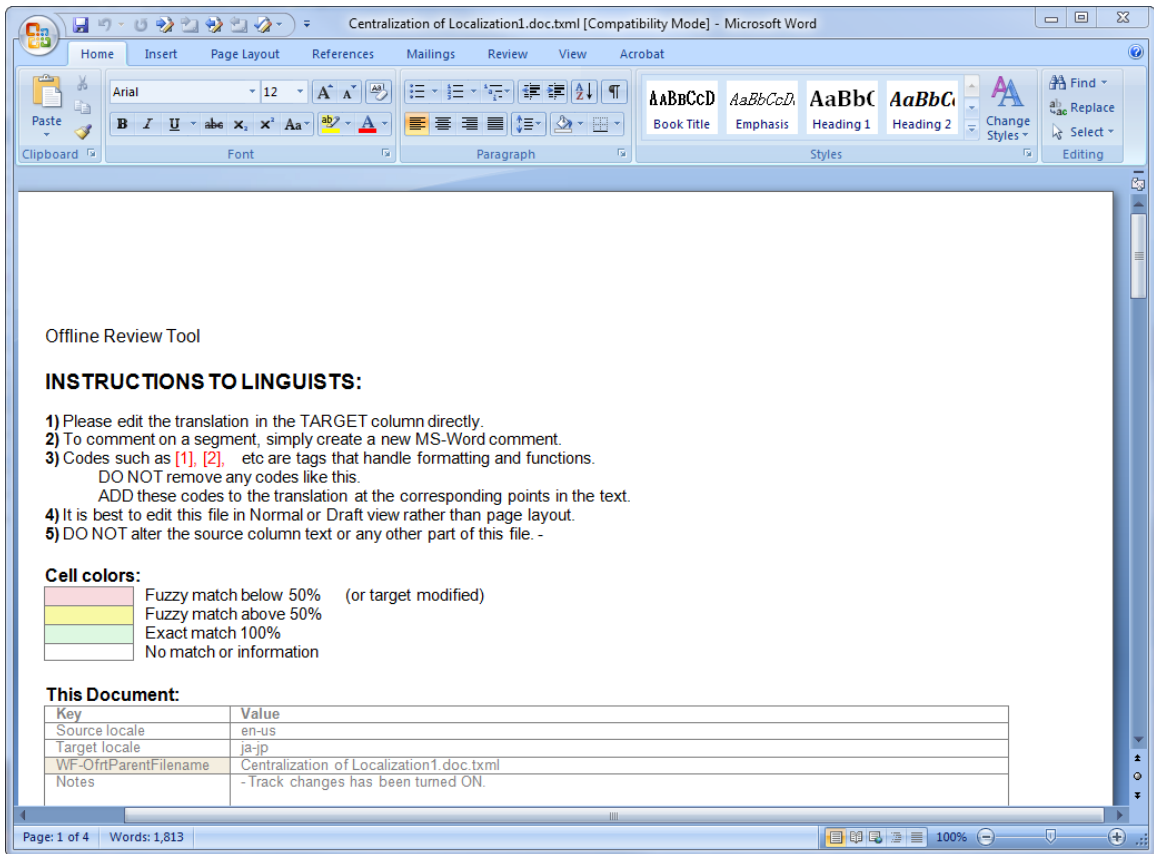 Centralization of Localization1.doc.txml [Compatibility Mode] - Microsoft Word
Home Insert Page Layout References Mailings Review View Acrobat
Arial 12
Paste
B I U abc X₂ X² Aa ab A
AaBbCcD AaBbCcD AaBbC AaBbCc
Book Title Emphasis Heading 1 Heading 2
Change Styles
Find
Replace
Select
Clipboard Font Paragraph Styles Editing
Offline Review Tool
INSTRUCTIONS TO LINGUISTS:
1) Please edit the translation in the TARGET column directly.
2) To comment on a segment, simply create a new MS-Word comment.
3) Codes such as [1], [2], etc are tags that handle formatting and functions.
DO NOT remove any codes like this.
ADD these codes to the translation at the corresponding points in the text.
4) It is best to edit this file in Normal or Draft view rather than page layout.
5) DO NOT alter the source column text or any other part of this file. -
Cell colors:
Fuzzy match below 50% (or target modified)
Fuzzy match above 50%
Exact match 100%
No match or information
This Document:
Key Value
Source locale en-us
Target locale ja-jp
WF-OfrtParentFilename Centralization of Localization1.doc.txml
Notes - Track changes has been turned ON.
Page: 1 of 4 Words: 1,813 100%